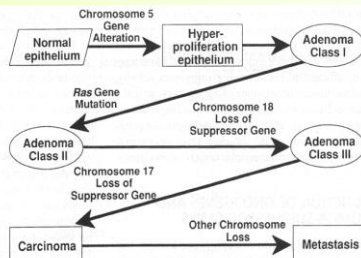 Chromosome 5
Gene
Alteration
Normal
epithelium
Hyper-
proliferation
epithelium
Adenoma
Class I
Ras Gene
Mutation
Chromosome 18
Loss of
Suppressor Gene
Adenoma
Class II
Adenoma
Class III
Chromosome 17
Loss of
Suppressor Gene
Other Chromosome
Loss
Carcinoma
Metastasis